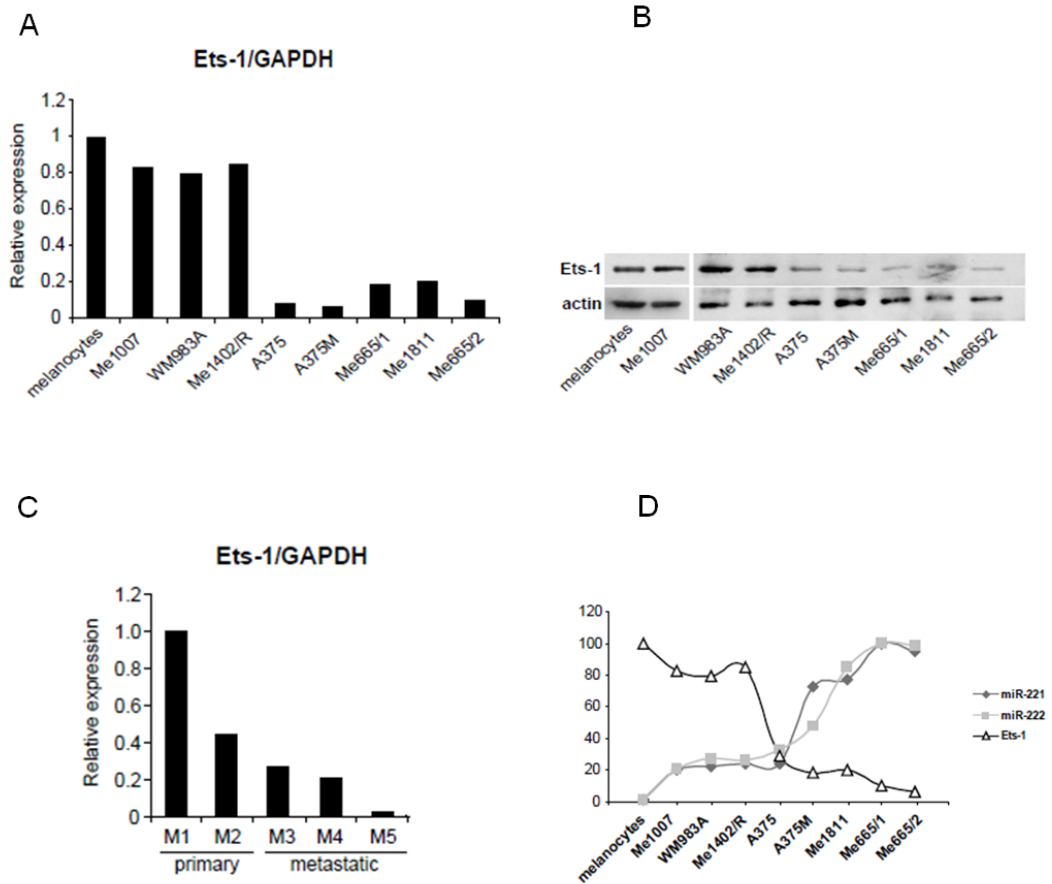 A
Ets-1/GAPDH
Relative expression
1.2
1
0.8
0.6
0.4
0.2
0
melanocytes
Me1007
WM983A
Me1402/R
A375
A375M
Me665/1
Me1811
Me665/2
B
Ets-1
actin
melanocytes
Me1007
WM983A
Me1402/R
A375
A375M
Me665/1
Me1811
Me665/2
C
Ets-1/GAPDH
Relative expression
1.2
1.0
0.8
0.6
0.4
0.2
0
M1 M2 M3 M4 M5
primary metastatic
D
120
100
80
60
40
20
0
melanocytes
Me1007
WM983A
Me1402/R
A375
A375M
Me1811
Me665/1
Me665/2
miR-221
miR-222
Ets-1